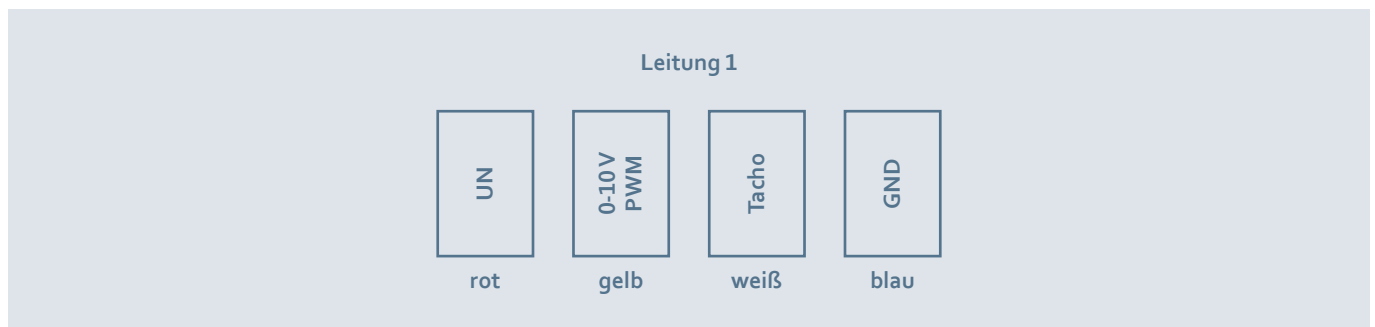 Leitung 1
UN
0-10 V
PWM
Tacho
GND
rot
gelb
weiß
blau